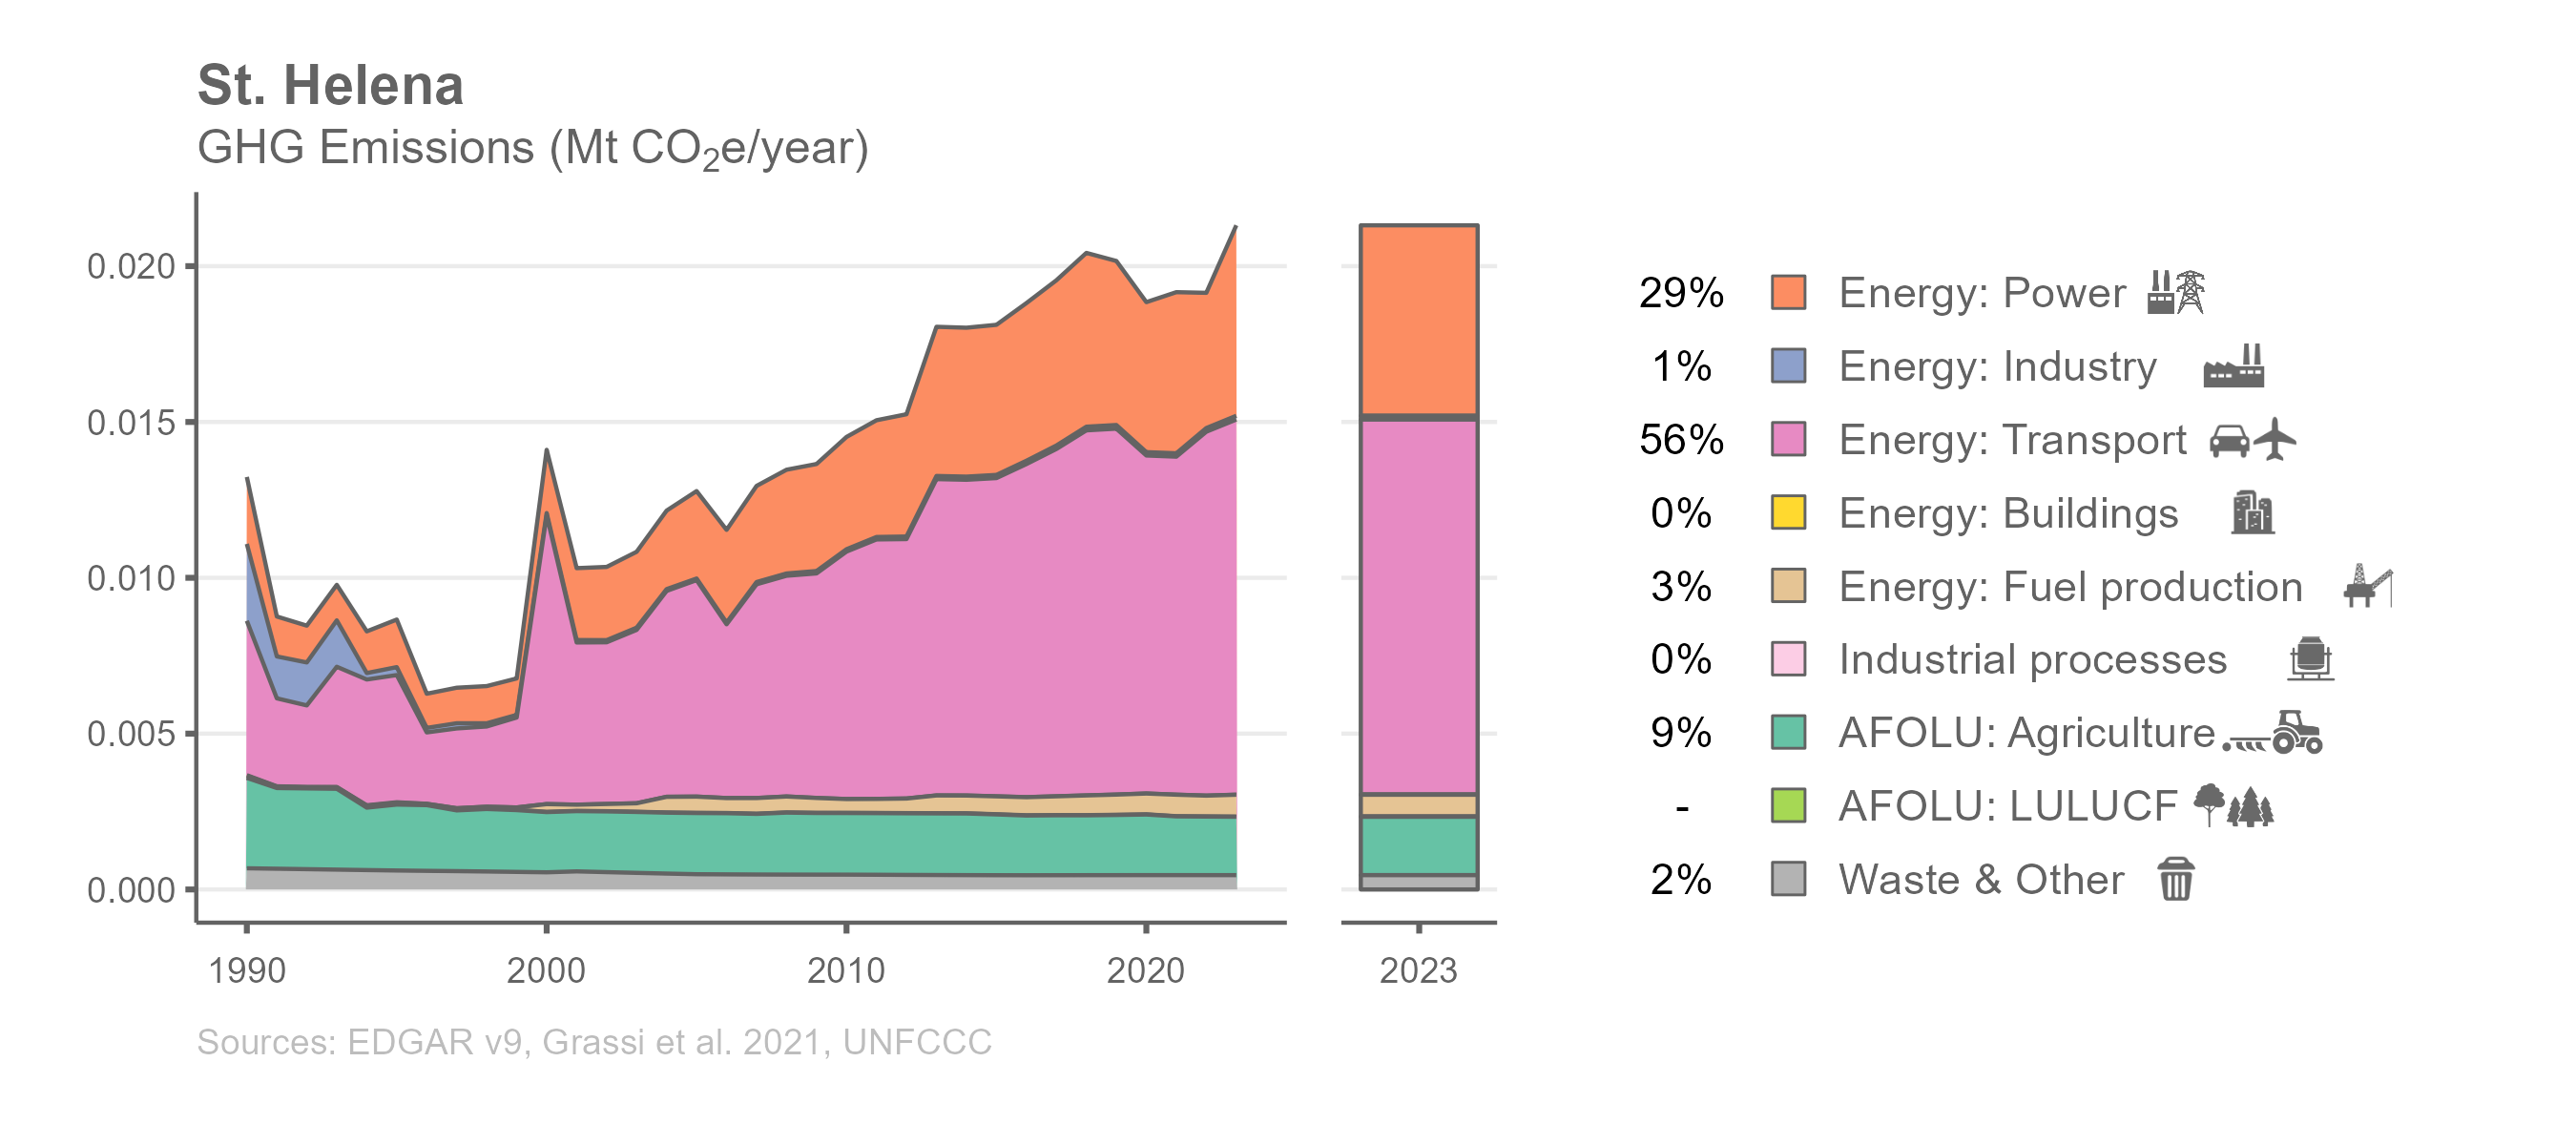 St. Helena
GHG Emissions (Mt CO₂e/year)
0.020
0.015
0.010
0.005
0.000
1990
2000
2010
2020
2023
29% Energy: Power
1% Energy: Industry
56% Energy: Transport
0% Energy: Buildings
3% Energy: Fuel production
0% Industrial processes
9% AFOLU: Agriculture
- AFOLU: LULUCF
2% Waste & Other
Sources: EDGAR v9, Grassi et al. 2021, UNFCCC